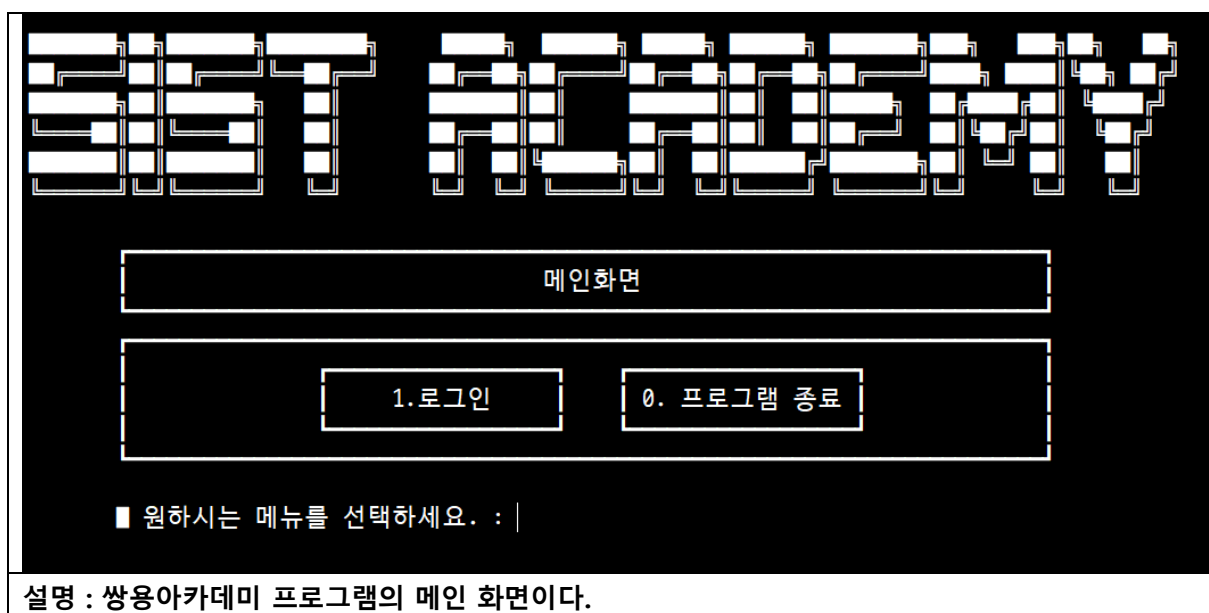 SIST ACADEMY
메인화면
1.로그인 0. 프로그램 종료
■ 원하시는 메뉴를 선택하세요. :
설명 : 쌍용아카데미 프로그램의 메인 화면이다.